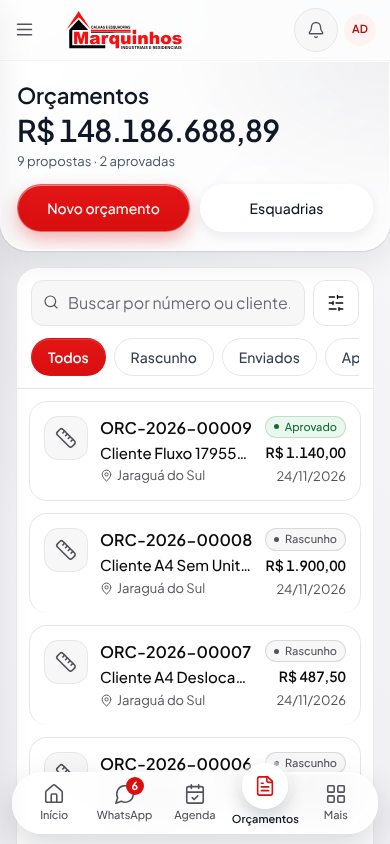 CALHAS E ESQUADRIAS
Marquinhos
INDUSTRIAIS E RESIDENCIAIS
AD
Orçamentos
R$ 148.186.688,89
9 propostas · 2 aprovadas
Novo orçamento
Esquadrias
Buscar por número ou cliente.
Todos
Rascunho
Enviados
Ap
ORC-2026-00009
Aprovado
Cliente Fluxo 17955...
R$ 1.140,00
Jaraguá do Sul
24/11/2026
ORC-2026-00008
Rascunho
Cliente A4 Sem Unit...
R$ 1.900,00
Jaraguá do Sul
24/11/2026
ORC-2026-00007
Rascunho
Cliente A4 Desloca...
R$ 487,50
Jaraguá do Sul
24/11/2026
ORC-2026-00006
Rascunho
6
Início
WhatsApp
Agenda
Orçamentos
Mais